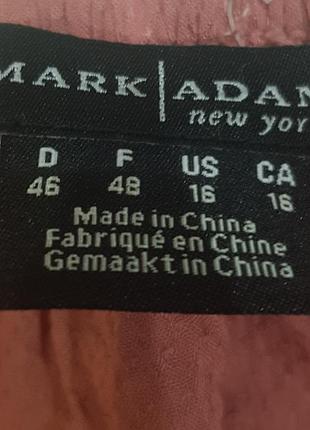 MARK | ADAM
new yor
D F US CA
46 48 16 16
Made in China
Fabriqué en Chine
Gemaakt in China